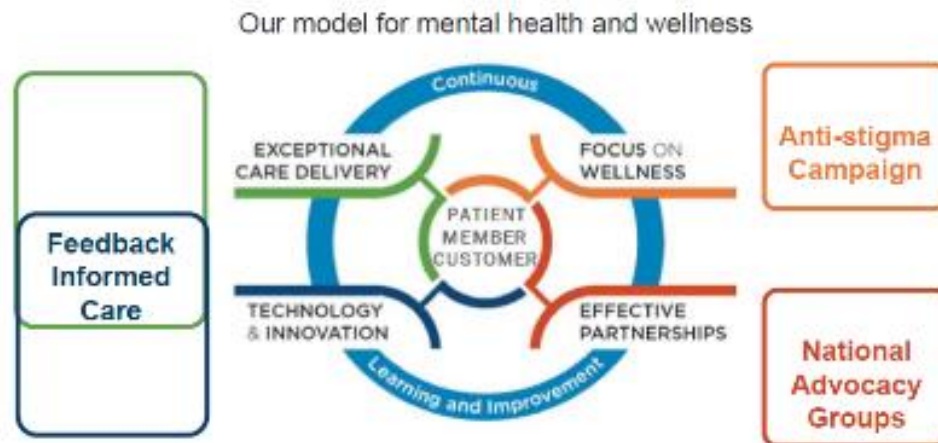 Our model for mental health and wellness
Continuous
EXCEPTIONAL
CARE DELIVERY
FOCUS ON
WELLNESS
Anti-stigma
Campaign
PATIENT
MEMBER
CUSTOMER
Feedback
Informed
Care
TECHNOLOGY
& INNOVATION
EFFECTIVE
PARTNERSHIPS
Learning and Improvement
National
Advocacy
Groups